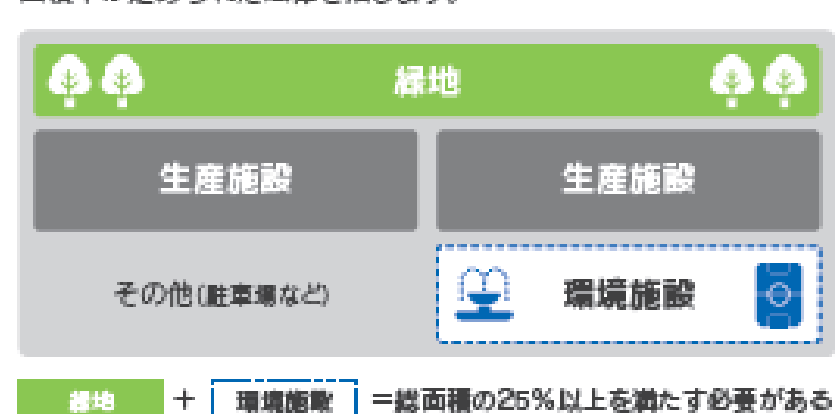 緑地
生産施設 生産施設
その他(駐車場など) 環境施設
緑地 + 環境施設 =総面積の25%以上を満たす必要がある